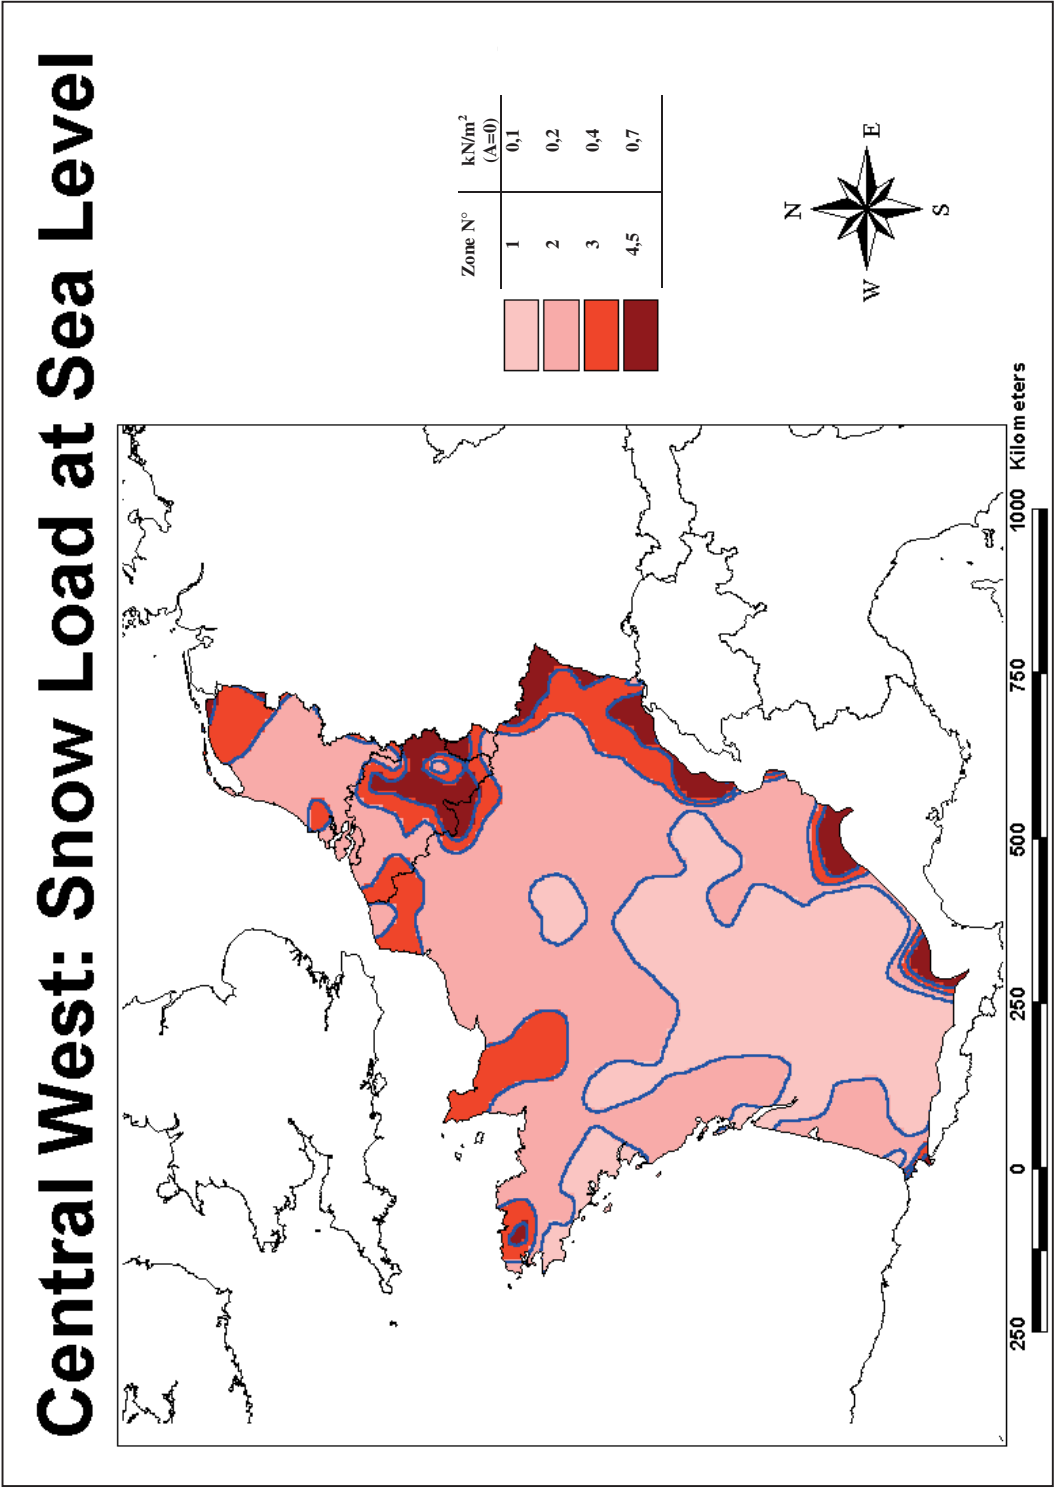 Central West: Snow Load at Sea Level
Zone N° kN/m²
(A=0)
1 0,1
2 0,2
3 0,4
4,5 0,7
N
W E
S
250 0 250 500 750 1000 Kilometers